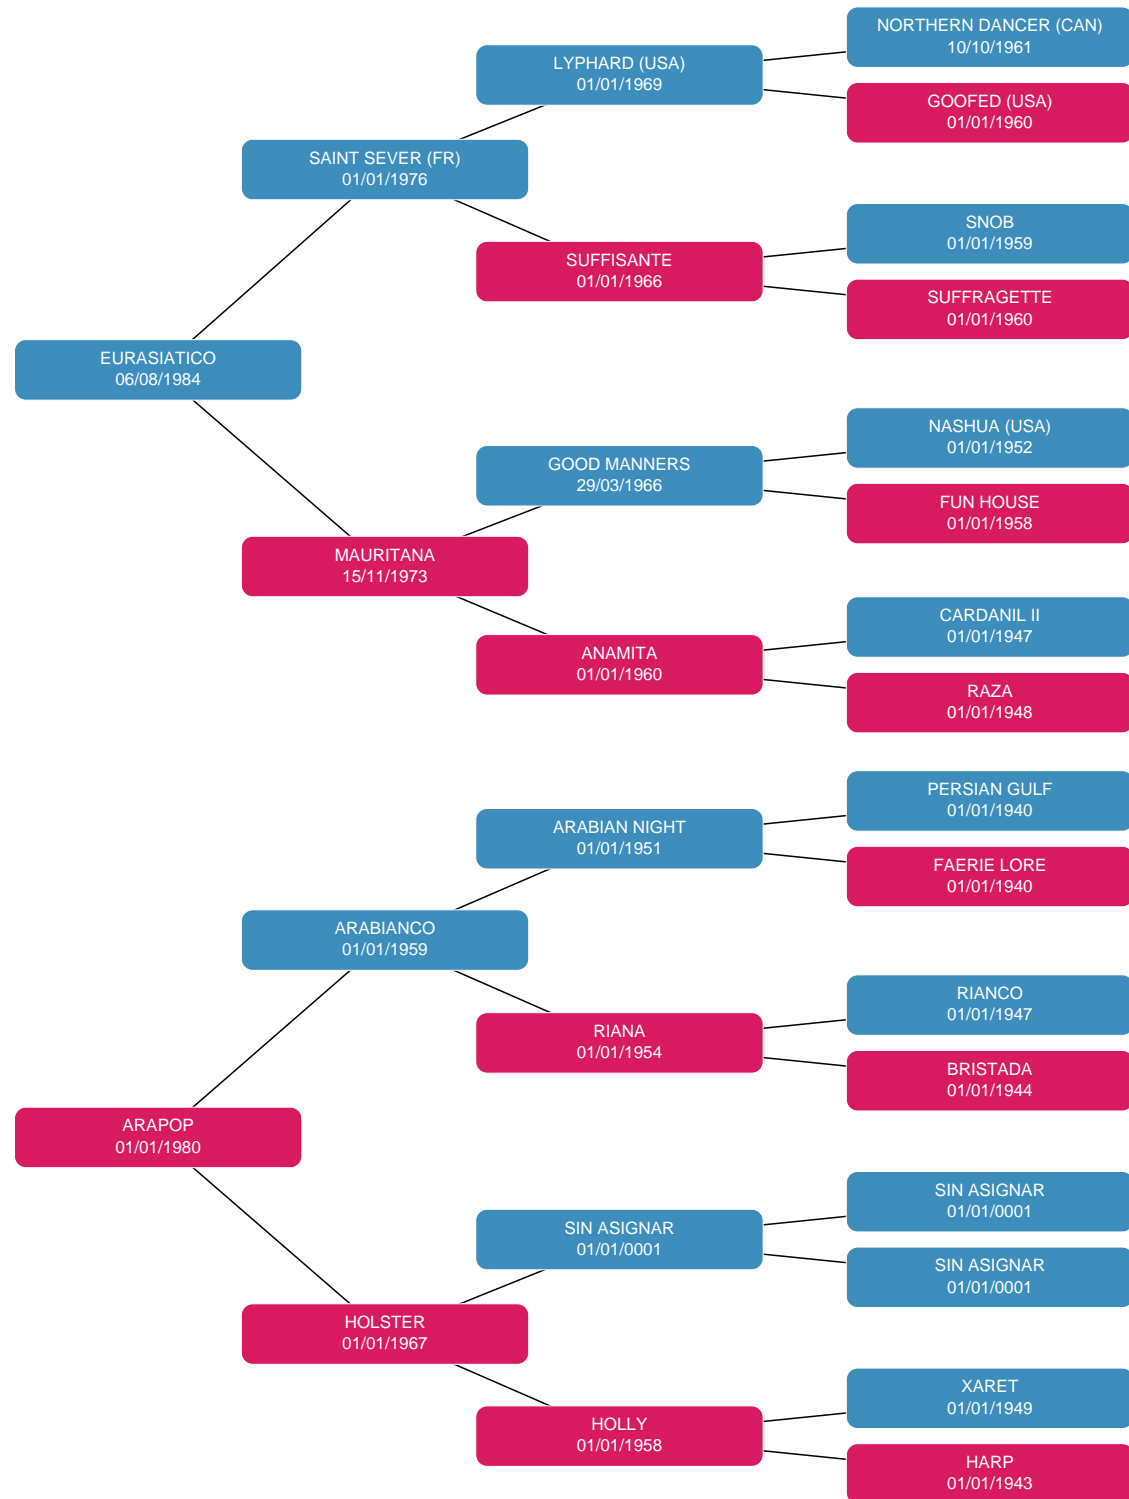 NORTHERN DANCER (CAN)
10/10/1961
LYPHARD (USA)
01/01/1969
GOOFED (USA)
01/01/1960
SAINT SEVER (FR)
01/01/1976
SNOB
01/01/1959
SUFFISANTE
01/01/1966
SUFFRAGETTE
01/01/1960
EURASIATICO
06/08/1984
NASHUA (USA)
01/01/1952
GOOD MANNERS
29/03/1966
FUN HOUSE
01/01/1958
MAURITANA
15/11/1973
CARDANIL II
01/01/1947
ANAMITA
01/01/1960
RAZA
01/01/1948
PERSIAN GULF
01/01/1940
ARABIAN NIGHT
01/01/1951
FAERIE LORE
01/01/1940
ARABIANCO
01/01/1959
RIANCO
01/01/1947
RIANA
01/01/1954
BRISTADA
01/01/1944
ARAPOP
01/01/1980
SIN ASIGNAR
01/01/0001
SIN ASIGNAR
01/01/0001
SIN ASIGNAR
01/01/0001
HOLSTER
01/01/1967
XARET
01/01/1949
HOLLY
01/01/1958
HARP
01/01/1943